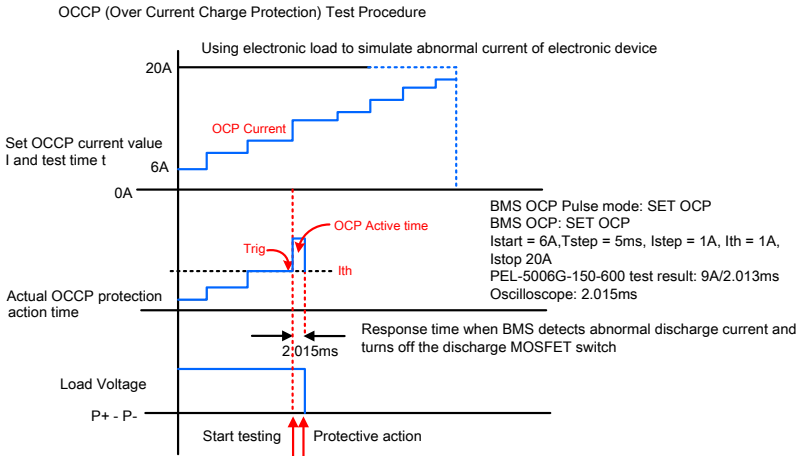 OCCP (Over Current Charge Protection) Test Procedure
Using electronic load to simulate abnormal current of electronic device
20A
OCP Current
Set OCCP current value
I and test time t
6A
0A
BMS OCP Pulse mode: SET OCP
BMS OCP: SET OCP
Istart = 6A,Tstep = 5ms, Istep = 1A, Ith = 1A,
Istop 20A
PEL-5006G-150-600 test result: 9A/2.013ms
Oscilloscope: 2.015ms
OCP Active time
Trig
Ith
Actual OCCP protection
action time
Response time when BMS detects abnormal discharge current and
turns off the discharge MOSFET switch
2.015ms
Load Voltage
P+ - P-
Start testing
Protective action